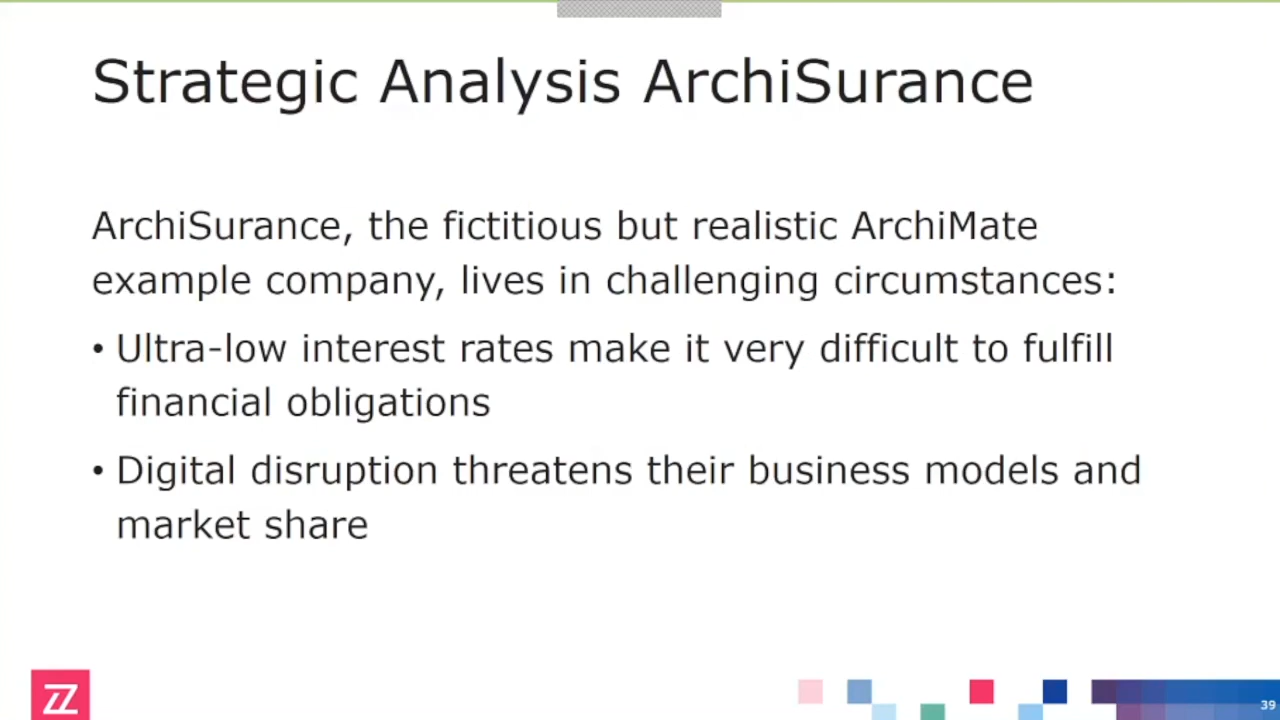 Strategic Analysis ArchiSurance
ArchiSurance, the fictitious but realistic ArchiMate
example company, lives in challenging circumstances:
• Ultra-low interest rates make it very difficult to fulfill
financial obligations
• Digital disruption threatens their business models and
market share
39